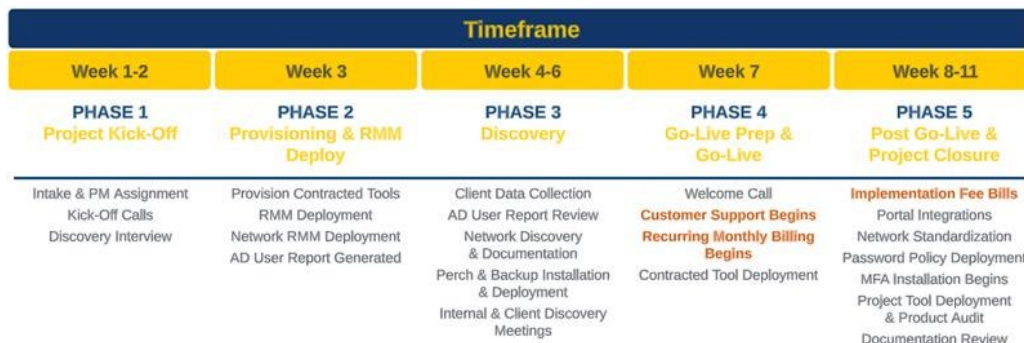 Timeframe
Week 1-2
Week 3
Week 4-6
Week 7
Week 8-11
PHASE 1
Project Kick-Off
PHASE 2
Provisioning & RMM
Deploy
PHASE 3
Discovery
PHASE 4
Go-Live Prep &
Go-Live
PHASE 5
Post Go-Live &
Project Closure
Intake & PM Assignment
Kick-Off Calls
Discovery Interview
Provision Contracted Tools
RMM Deployment
Network RMM Deployment
AD User Report Generated
Client Data Collection
AD User Report Review
Network Discovery
& Documentation
Perch & Backup Installation
& Deployment
Internal & Client Discovery
Meetings
Welcome Call
Customer Support Begins
Recurring Monthly Billing
Begins
Contracted Tool Deployment
Implementation Fee Bills
Portal Integrations
Network Standardization
Password Policy Deployment
MFA Installation Begins
Project Tool Deployment
& Product Audit
Documentation Review